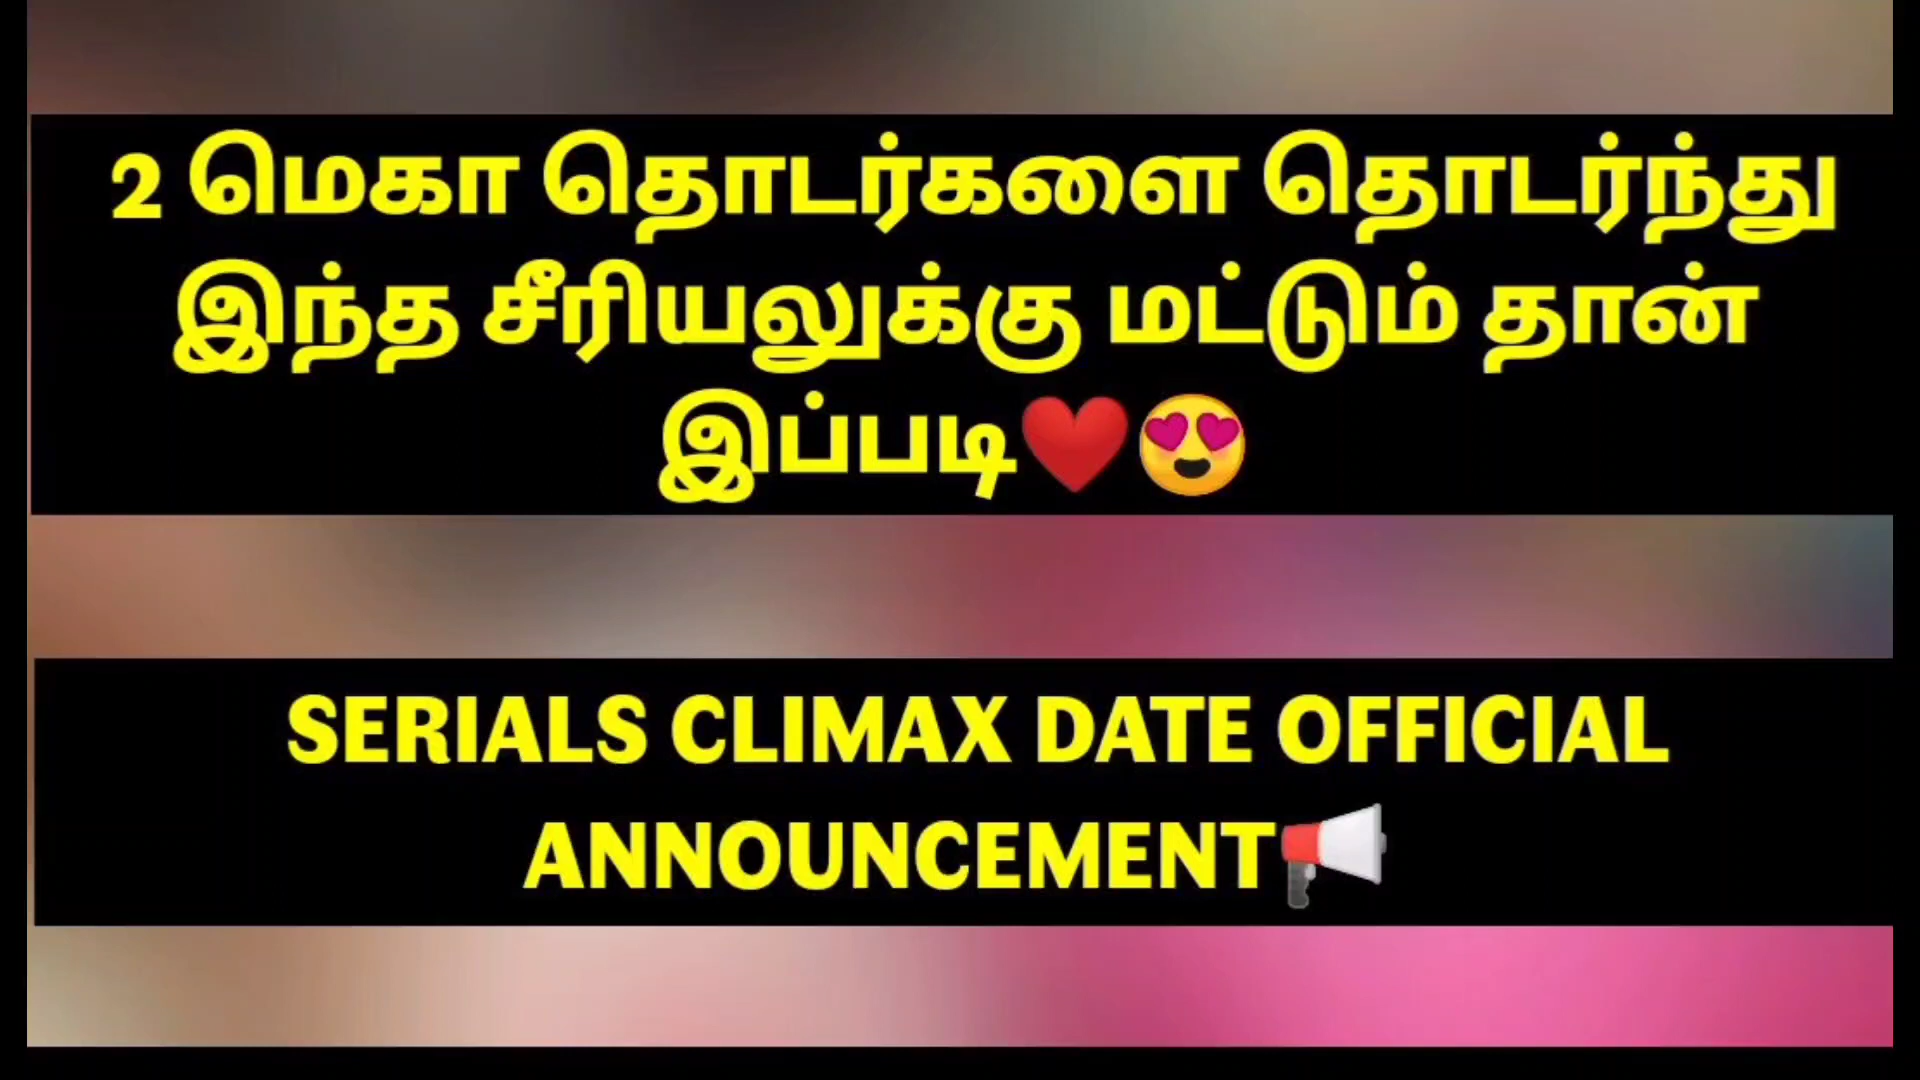 2 மெகா தொடர்களை தொடர்ந்து
இந்த சீரியலுக்கு மட்டும் தான்
இப்படி❤️😍
SERIALS CLIMAX DATE OFFICIAL
ANNOUNCEMENT📢